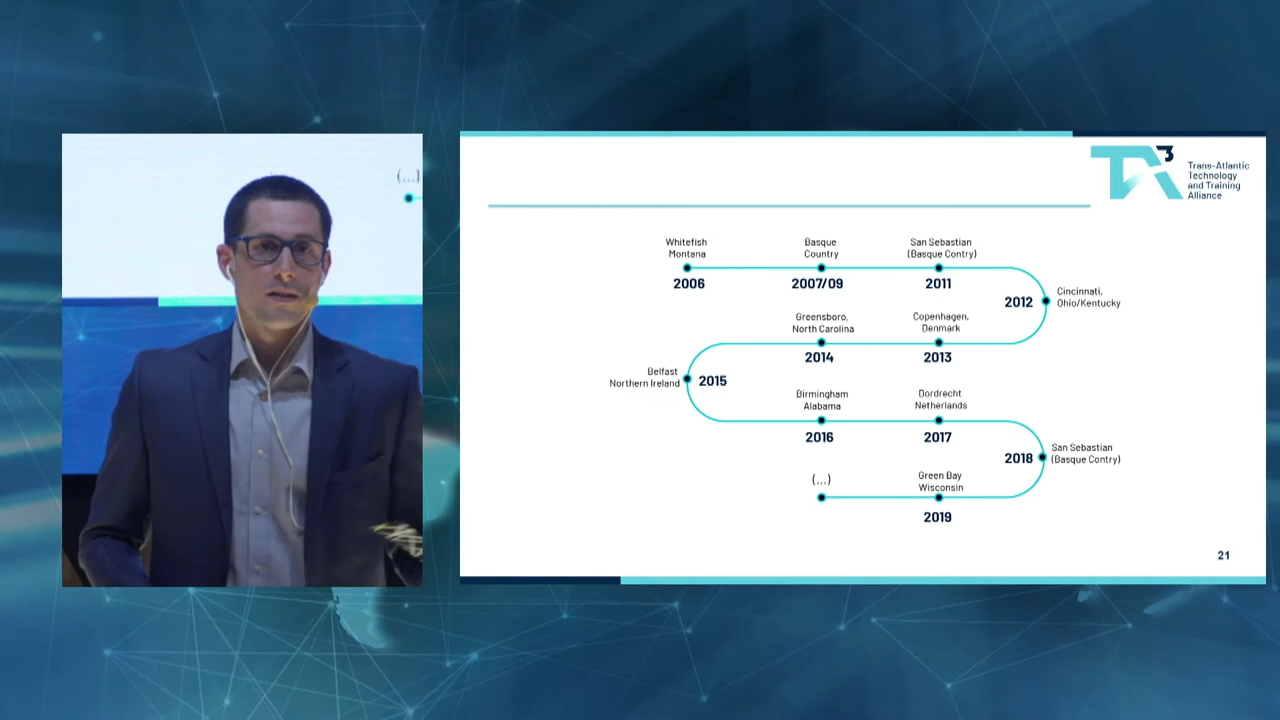 (...)
3
Trans-Atlantic
Technology
and Training
Alliance
Whitefish
Montana
2006
Basque
Country
2007/09
San Sebastian
(Basque Contry)
2011
2012
Cincinnati,
Ohio/Kentucky
Greensboro,
North Carolina
2014
Copenhagen,
Denmark
2013
Belfast
Northern Ireland
2015
Birmingham
Alabama
2016
Dordrecht
Netherlands
2017
2018
San Sebastian
(Basque Contry)
(...)
Green Bay
Wisconsin
2019
21